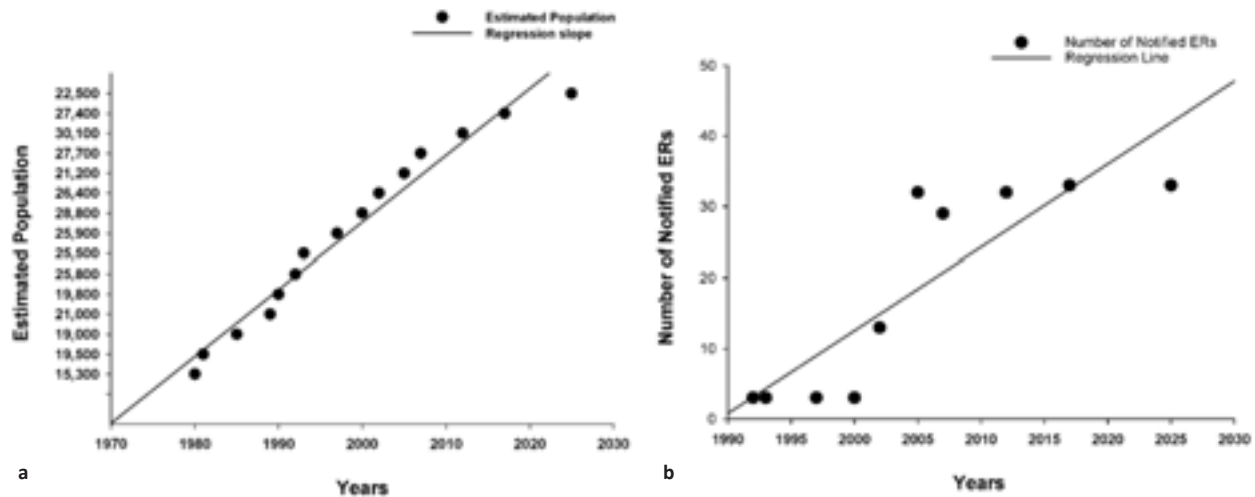 Estimated Population
Regression slope
Estimated Population
22,500
27,400
30,100
27,700
21,200
26,400
28,800
25,900
25,500
25,800
19,800
21,000
19,000
19,500
15,300
1970 1980 1990 2000 2010 2020 2030
Years
a
Number of Notified ERs
Regression Line
Number of Notified ERs
50
40
30
20
10
0
1990 1995 2000 2005 2010 2015 2020 2025 2030
Years
b